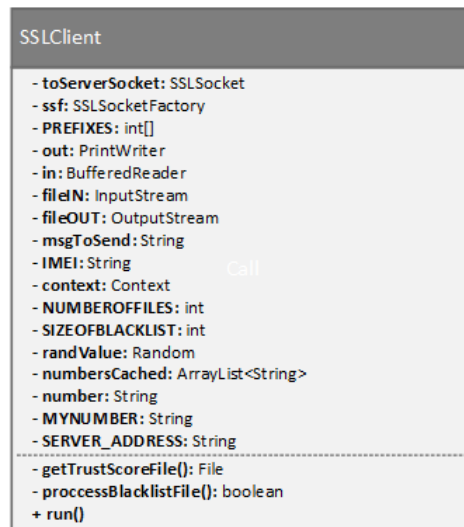 SSLClient
- toServerSocket: SSLSocket
- ssf: SSLSocketFactory
- PREFIXES: int[]
- out: PrintWriter
- in: BufferedReader
- fileIN: InputStream
- fileOUT: OutputStream
- msgToSend: String
- IMEI: String
Call
- context: Context
- NUMBEROFFILES: int
- SIZEOFBLACKLIST: int
- randValue: Random
- numbersCached: ArrayList<String>
- number: String
- MYNUMBER: String
- SERVER_ADDRESS: String
- getTrustScoreFile(): File
- proccessBlacklistFile(): boolean
+ run()